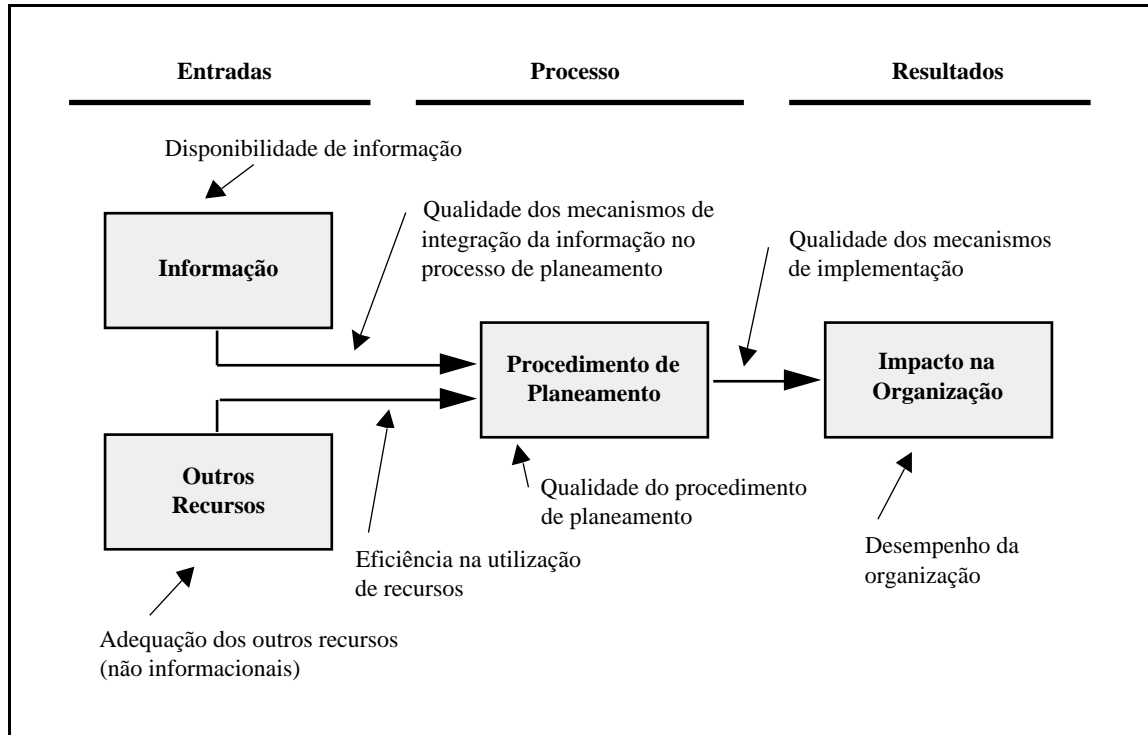 Entradas
Processo
Resultados
Disponibilidade de informação
Informação
Qualidade dos mecanismos de
integração da informação no
processo de planeamento
Qualidade dos mecanismos
de implementação
Procedimento de
Planeamento
Impacto na
Organização
Outros
Recursos
Qualidade do procedimento
de planeamento
Eficiência na utilização
de recursos
Desempenho da
organização
Adequação dos outros recursos
(não informacionais)